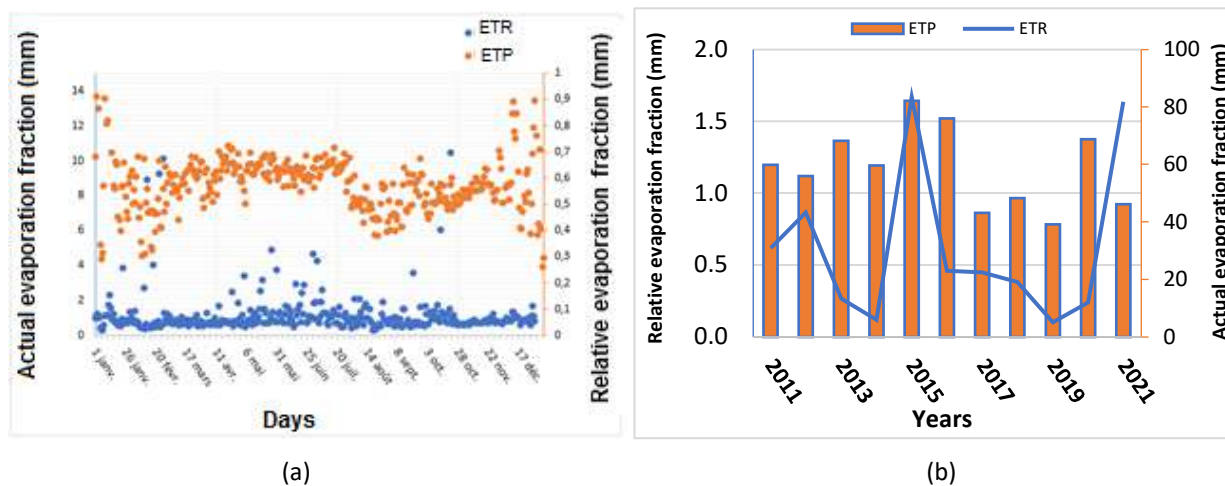 ETR
ETP
Actual evaporation fraction (mm)
14
12
10
8
6
4
2
0
1
0,9
0,8
0,7
0,6
0,5
0,4
0,3
0,2
0,1
0
Relative evaporation fraction (mm)
1 janv.
26 janv.
20 févr.
17 mars
11 avr.
6 mai
31 mai
25 juin
20 juil.
14 août
8 sept.
3 oct.
28 oct.
22 nov.
17 déc.
Days
(a)
ETP ETR
Relative evaporation fraction (mm)
2.0
1.5
1.0
0.5
0.0
100
80
60
40
20
0
Actual evaporation fraction (mm)
2011
2013
2015
2017
2019
2021
Years
(b)